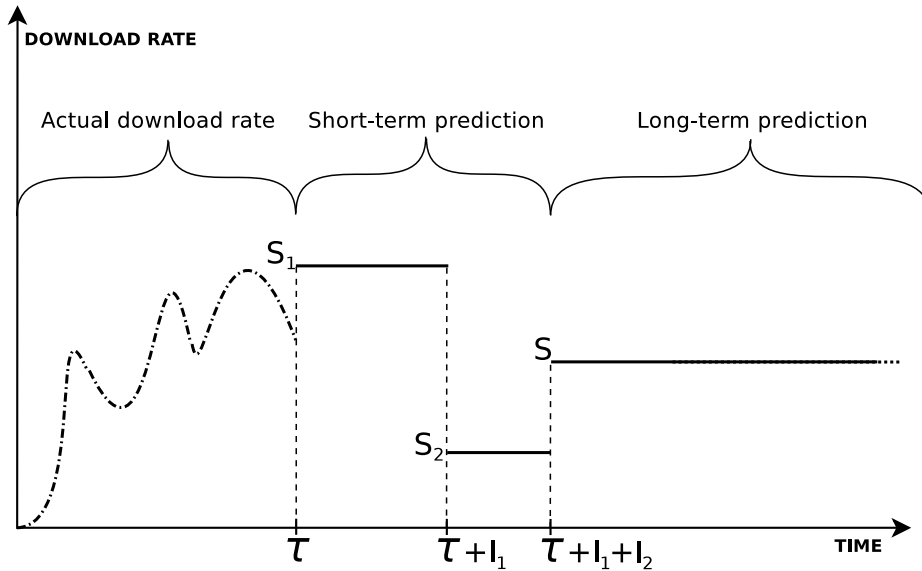 DOWNLOAD RATE
Actual download rate
Short-term prediction
Long-term prediction
S₁
S
S₂
τ
τ+l₁
τ+l₁+l₂
TIME